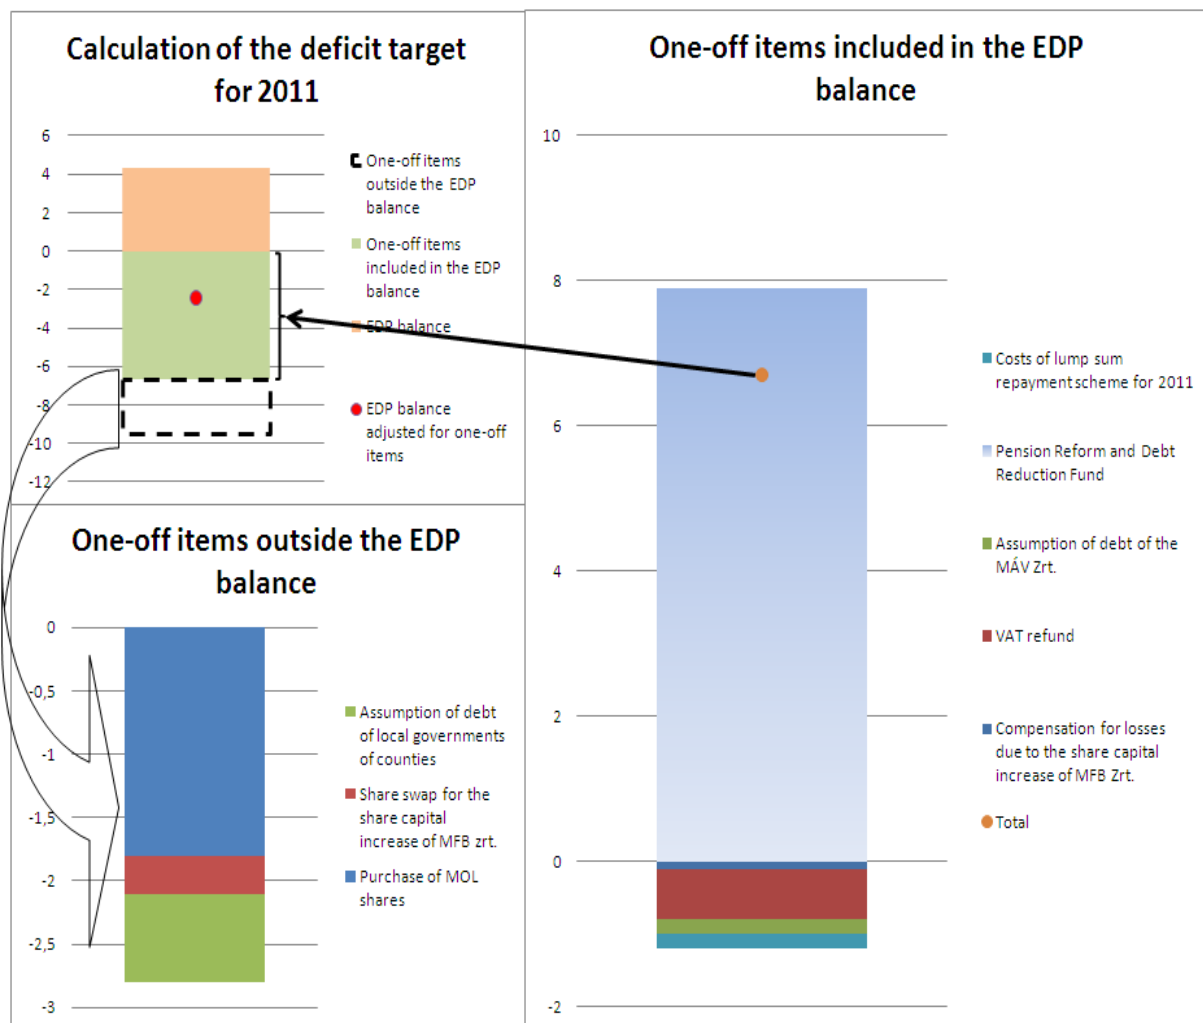 Calculation of the deficit target
for 2011
6
4
2
0
-2
-4
-6
-8
-10
-12
One-off items
outside the EDP
balance
One-off items
included in the EDP
balance
EDP balance
EDP balance
adjusted for one-off
items
One-off items outside the EDP
balance
0
-0,5
-1
-1,5
-2
-2,5
-3
Assumption of debt
of local governments
of counties
Share swap for the
share capital
increase of MFB zrt.
Purchase of MOL
shares
One-off items included in the EDP
balance
10
8
6
4
2
0
-2
Costs of lump sum
repayment scheme for 2011
Pension Reform and Debt
Reduction Fund
Assumption of debt of the
MÁV Zrt.
VAT refund
Compensation for losses
due to the share capital
increase of MFB Zrt.
Total